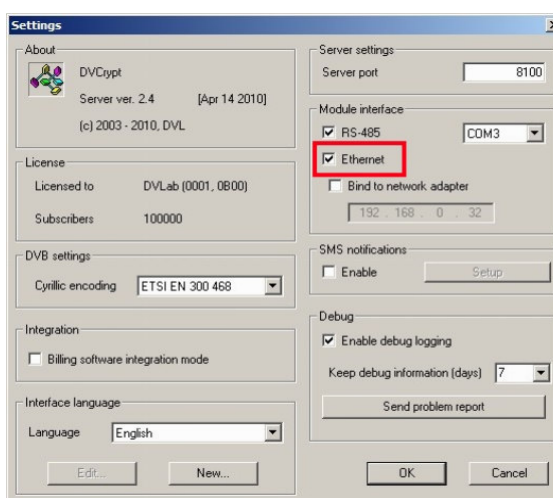 Settings
About
DVCrypt
Server ver. 2.4 [Apr 14 2010]
(c) 2003 - 2010, DVL
License
Licensed to DVLab (0001, 0B00)
Subscribers 100000
DVB settings
Cyrillic encoding ETSI EN 300 468
Integration
Billing software integration mode
Interface language
Language English
Edit... New...
Server settings
Server port 8100
Module interface
RS-485 COM3
Ethernet
Bind to network adapter
192 . 168 . 0 . 32
SMS notifications
Enable Setup
Debug
Enable debug logging
Keep debug information (days) 7
Send problem report
OK Cancel